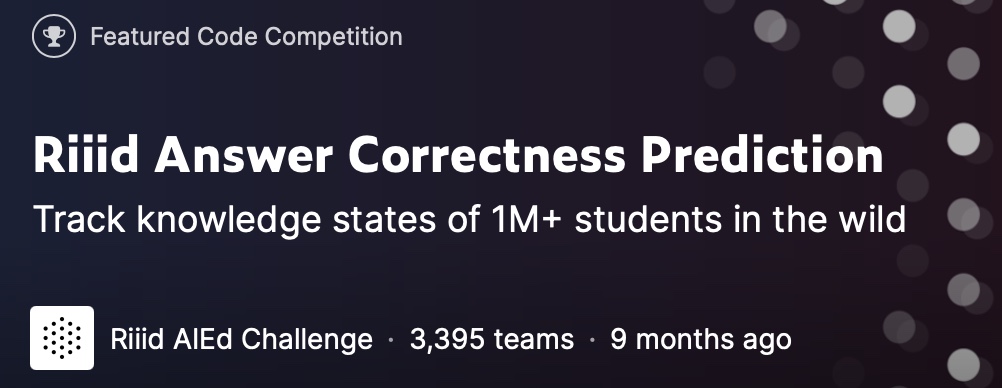 Featured Code Competition
Riiid Answer Correctness Prediction
Track knowledge states of 1M+ students in the wild
Riiid AIEd Challenge · 3,395 teams · 9 months ago